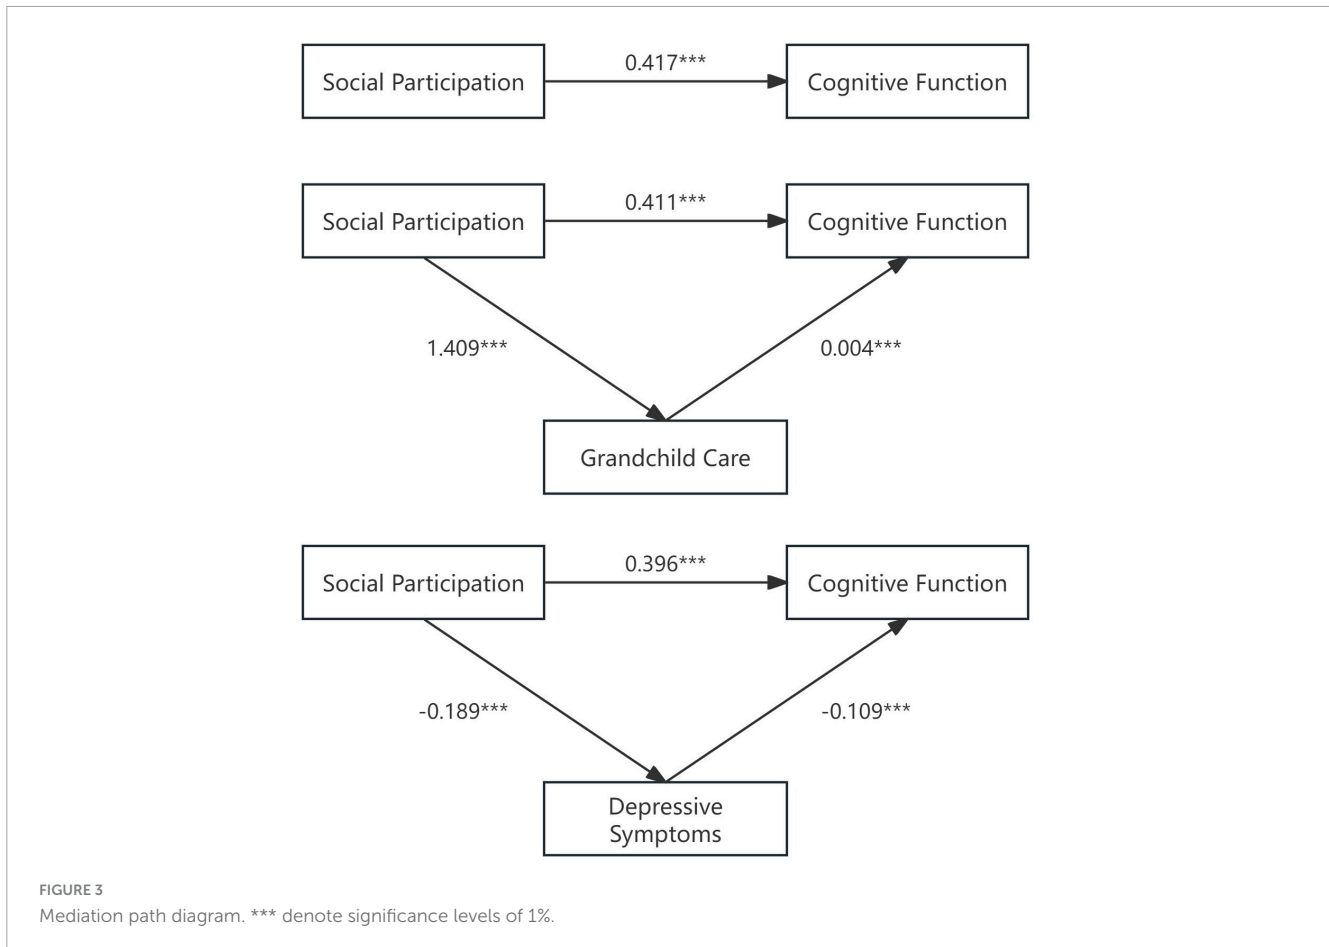 Social Participation
0.417***
Cognitive Function
Social Participation
0.411***
Cognitive Function
1.409***
0.004***
Grandchild Care
Social Participation
0.396***
Cognitive Function
-0.189***
-0.109***
Depressive
Symptoms
FIGURE 3
Mediation path diagram. *** denote significance levels of 1%.